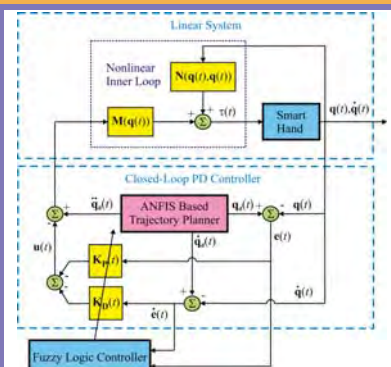 Linear System
Nonlinear
Inner Loop
N(q(t),q̇(t))
M(q(t))
+
+
Σ
τ(t)
Smart
Hand
q(t),q̇(t)
Closed-Loop PD Controller
Σ
+
-
q̈d(t)
ANFIS Based
Trajectory Planner
qd(t)
+
Σ
-
q(t)
u(t)
q̇d(t)
e(t)
KP(t)
Σ
-
-
KD(t)
+
Σ
-
q̇(t)
ė(t)
Fuzzy Logic Controller